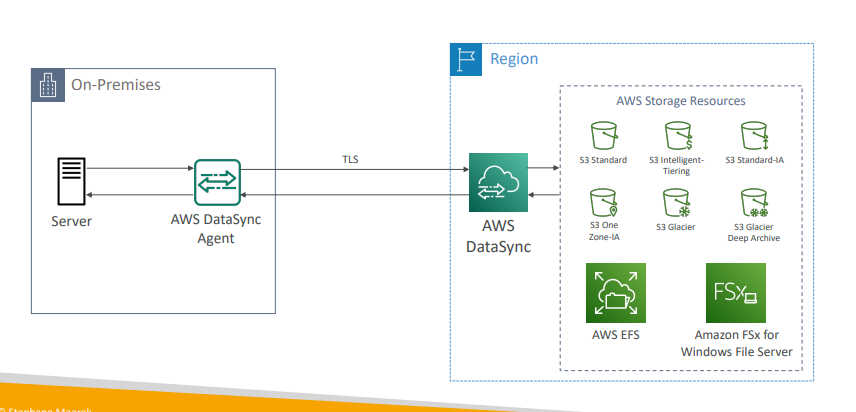 On-Premises
Server
AWS DataSync
Agent
TLS
Region
AWS
DataSync
AWS Storage Resources
S3 Standard
S3 Intelligent-
Tiering
S3 Standard-IA
S3 One
Zone-IA
S3 Glacier
S3 Glacier
Deep Archive
AWS EFS
FSx
Amazon FSx for
Windows File Server
© Stephane Maarek